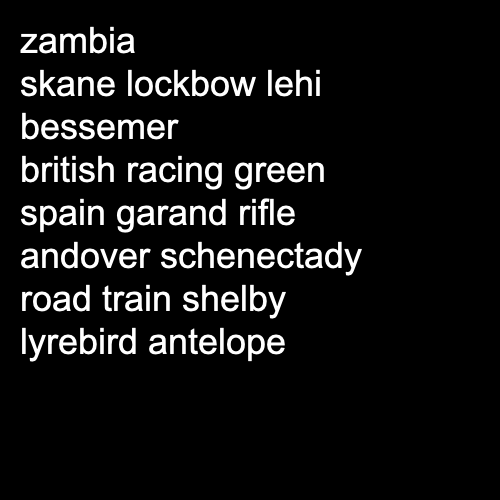 zambia
skane lockbow lehi
bessemer
british racing green
spain garand rifle
andover schenectady
road train shelby
lyrebird antelope